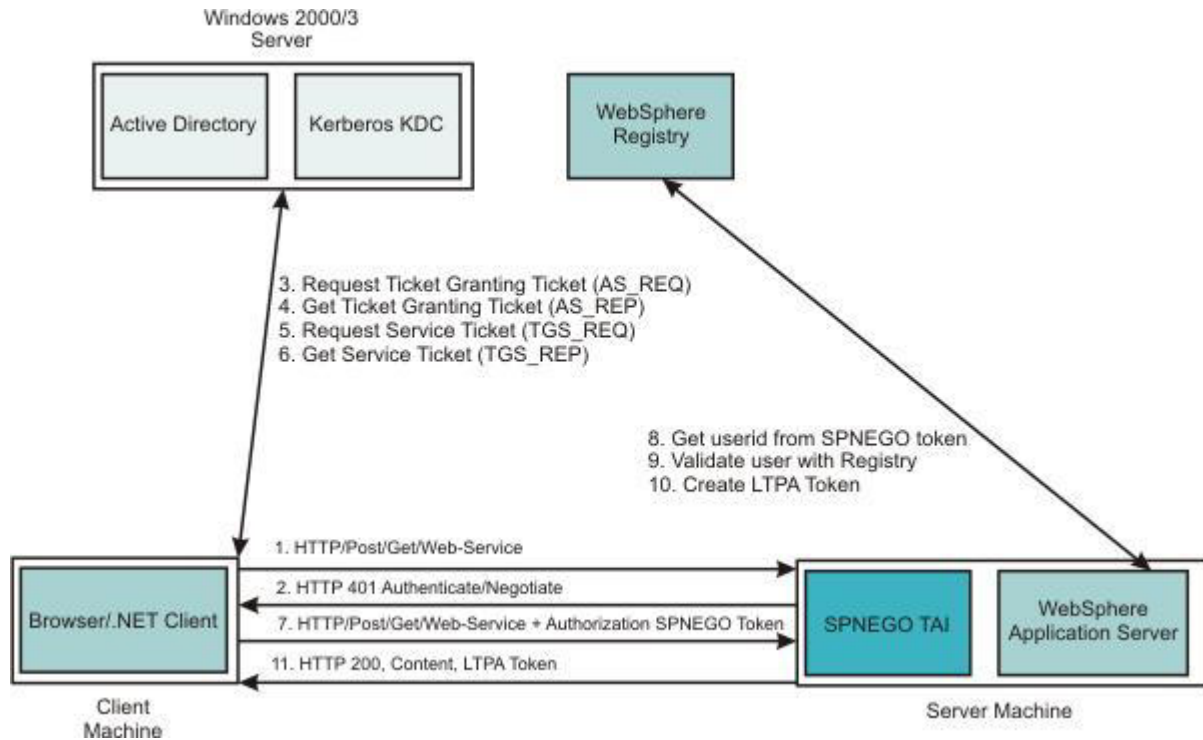 Windows 2000/3
Server
Active Directory
Kerberos KDC
WebSphere
Registry
3. Request Ticket Granting Ticket (AS_REQ)
4. Get Ticket Granting Ticket (AS_REP)
5. Request Service Ticket (TGS_REQ)
6. Get Service Ticket (TGS_REP)
8. Get userid from SPNEGO token
9. Validate user with Registry
10. Create LTPA Token
1. HTTP/Post/Get/Web-Service
2. HTTP 401 Authenticate/Negotiate
7. HTTP/Post/Get/Web-Service + Authorization SPNEGO Token
11. HTTP 200, Content, LTPA Token
Browser/.NET Client
SPNEGO TAI
WebSphere
Application Server
Client
Machine
Server Machine